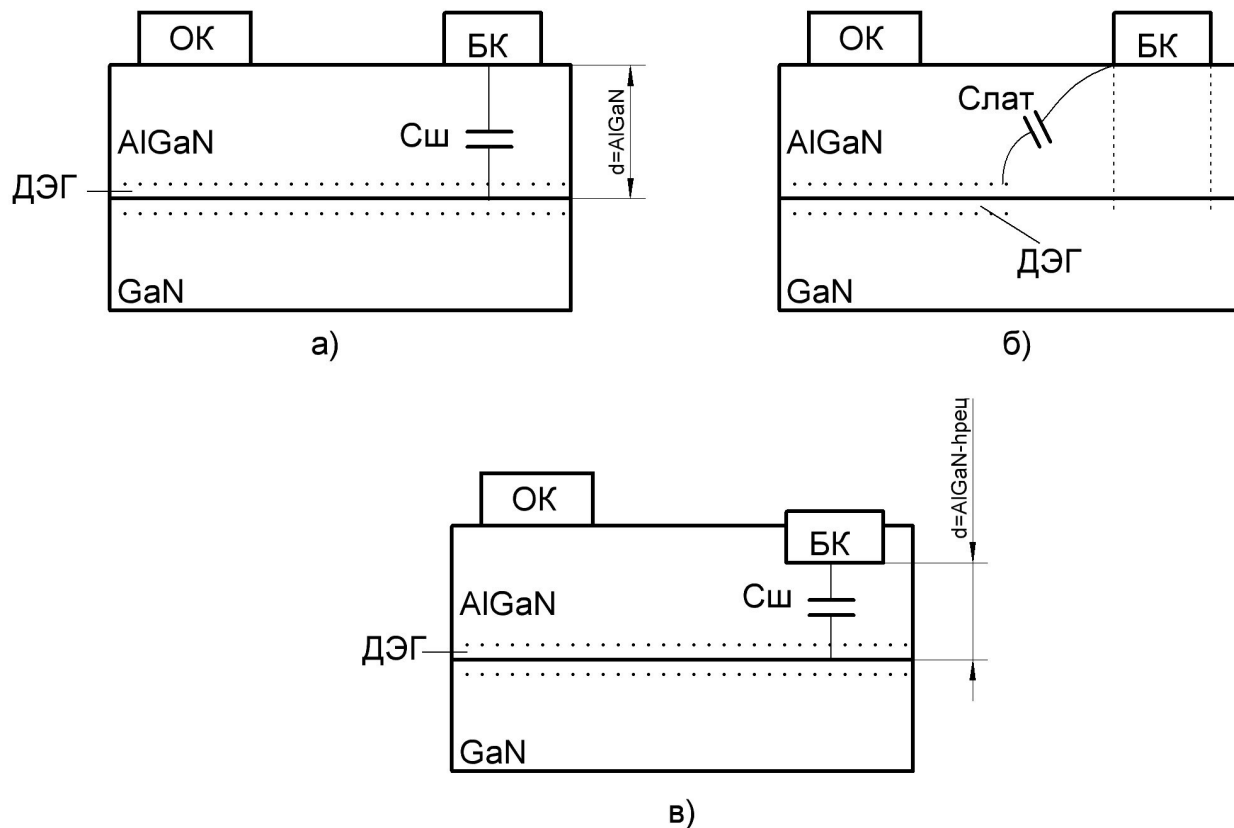 ОК
БК
AlGaN
Сш
d=AlGaN
ДЭГ
GaN
а)
ОК
БК
Слат
AlGaN
ДЭГ
GaN
б)
ОК
БК
d=AlGaN-hрец
Сш
AlGaN
ДЭГ
GaN
в)